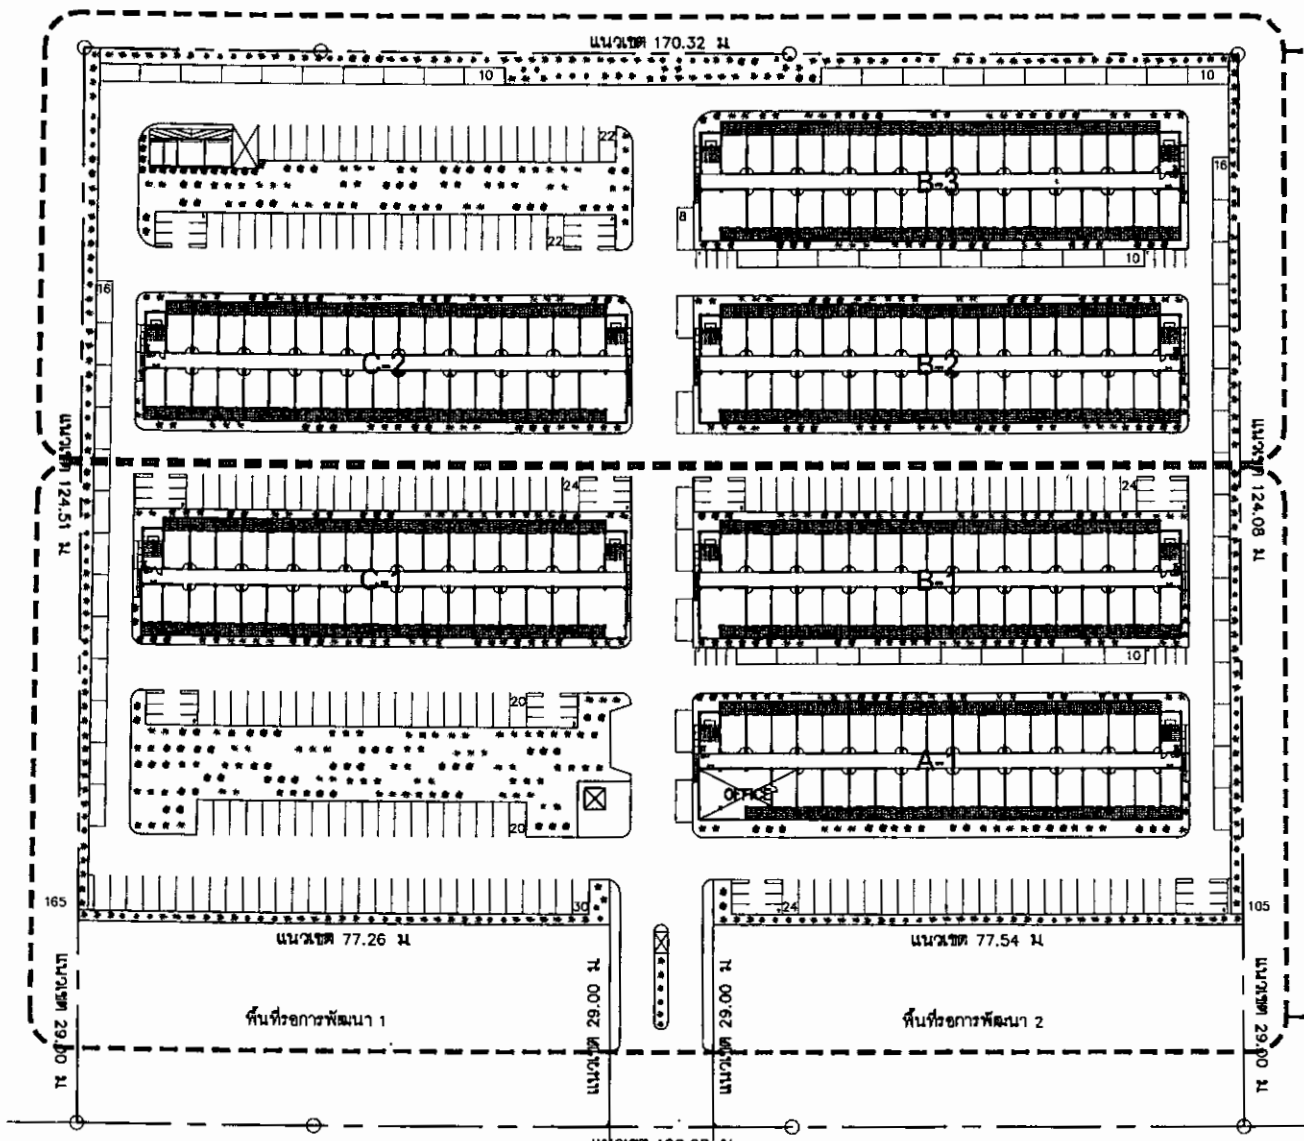 แนวเขต 170.32 ม
10
10
22
16
B-3
8
22
10
16
C-2
B-2
แนวเขต 124.51 ม
แนวเขต 124.08 ม
24
24
C-1
B-1
10
20
A-1
OFFICE
20
165
30
24
105
แนวเขต 77.26 ม
แนวเขต 77.54 ม
แนวเขต 29.00 ม
แนวเขต 29.00 ม
แนวเขต 29.00 ม
แนวเขต 29.00 ม
พื้นที่รอการพัฒนา 1
พื้นที่รอการพัฒนา 2